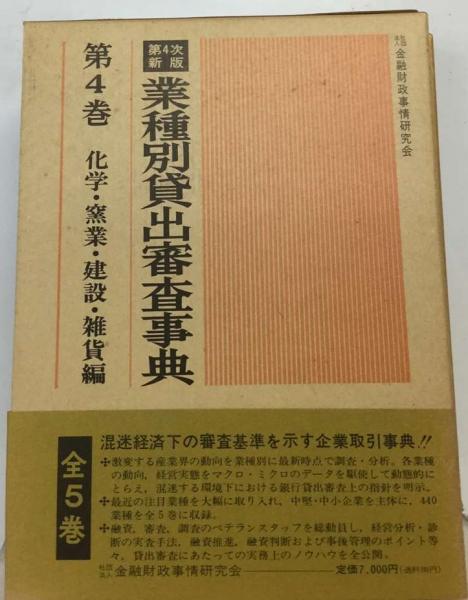 社団法人 金融財政事情研究会
第4次新版 業種別貸出審査事典
第4巻 化学・窯業・建設・雑貨編
全5巻
混迷経済下の審査基準を示す企業取引事典!!
✣激変する産業界の動向を業種別に最新時点で調査・分析。各業種
の動向，経営実態をマクロ・ミクロのデータを駆使して動態的に
とらえ，混迷する環境下における銀行貸出審査上の指針を明示。
✣最近の注目業種を大幅に取り入れ，中堅・中小企業を主体に，440
業種を全5巻に収録。
✣融資，審査，調査のベテランスタッフを総動員し，経営分析・診
断の実査手法，融資推進，融資判断および事後管理のポイント等
々，貸出審査にあたっての実務上のノウハウを全公開。
社団法人 金融財政事情研究会──定価7,000円